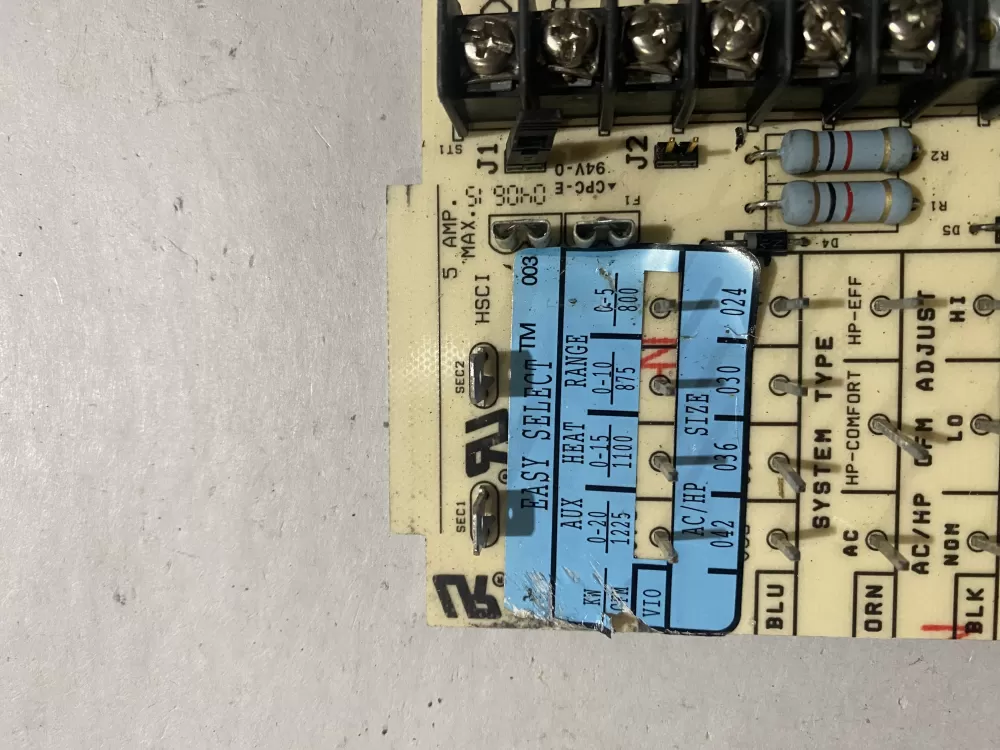 ST1
J1
J2
94V-0
▲CPC-E
F1
R2
R1
D4
D5
5 AMP.
MAX.
HSCI
SEC2
SEC1
003
EASY SELECT™
AUX HEAT RANGE
KW 0-20 0-15 0-10 0-5
CFM 1225 1100 875 800
VIO
AC/HP SIZE
042 036 030 024
BLU
SYSTEM TYPE
AC HP-COMFORT HP-EFF
ORN
AC/HP CFM ADJUST
NOM LO HI
BLK